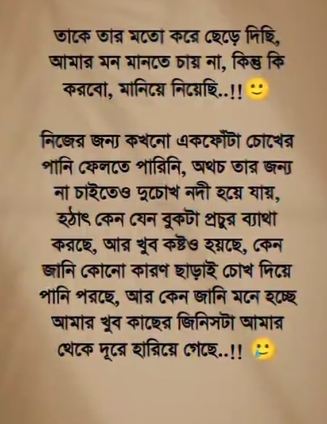 তাকে তার মতো করে ছেড়ে দিছি,
আমার মন মানতে চায় না, কিন্তু কি
করবো, মানিয়ে নিয়েছি..!!🙂
নিজের জন্য কখনো একফোঁটা চোখের
পানি ফেলতে পারিনি, অথচ তার জন্য
না চাইতেও দুচোখ নদী হয়ে যায়,
হঠাৎ কেন যেন বুকটা প্রচুর ব্যাথা
করছে, আর খুব কষ্টও হয়ছে, কেন
জানি কোনো কারণ ছাড়াই চোখ দিয়ে
পানি পরছে, আর কেন জানি মনে হচ্ছে
আমার খুব কাছের জিনিসটা আমার
থেকে দূরে হারিয়ে গেছে..!! 🥲